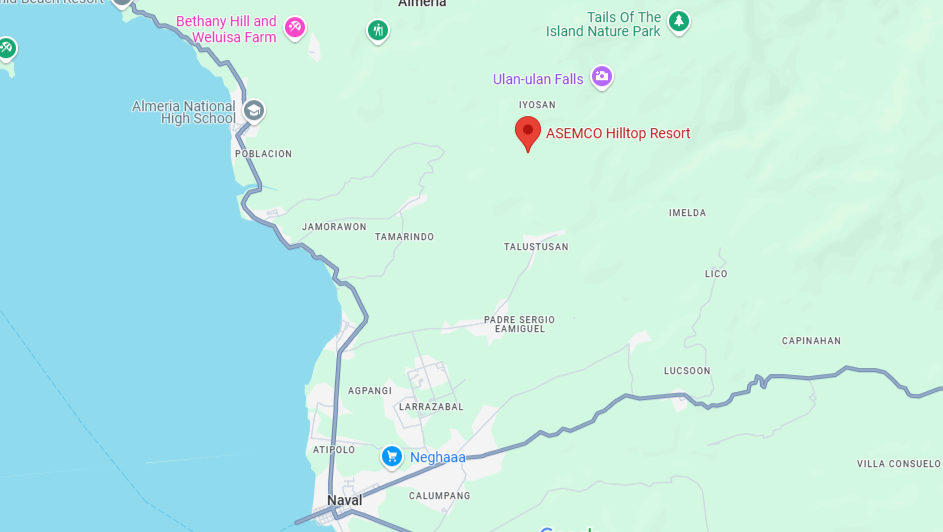 Beach Resort
Almeria
Bethany Hill and
Weluisa Farm
Tails Of The
Island Nature Park
Ulan-ulan Falls
IYOSAN
Almeria National
High School
ASEMCO Hilltop Resort
POBLACION
IMELDA
JAMORAWON
TAMARINDO
TALUSTUSAN
LICO
PADRE SERGIO
EAMIGUEL
CAPINAHAN
LUCSOON
AGPANGI
LARRAZABAL
ATIPOLO
Neghaaa
VILLA CONSUELO
Naval
CALUMPANG